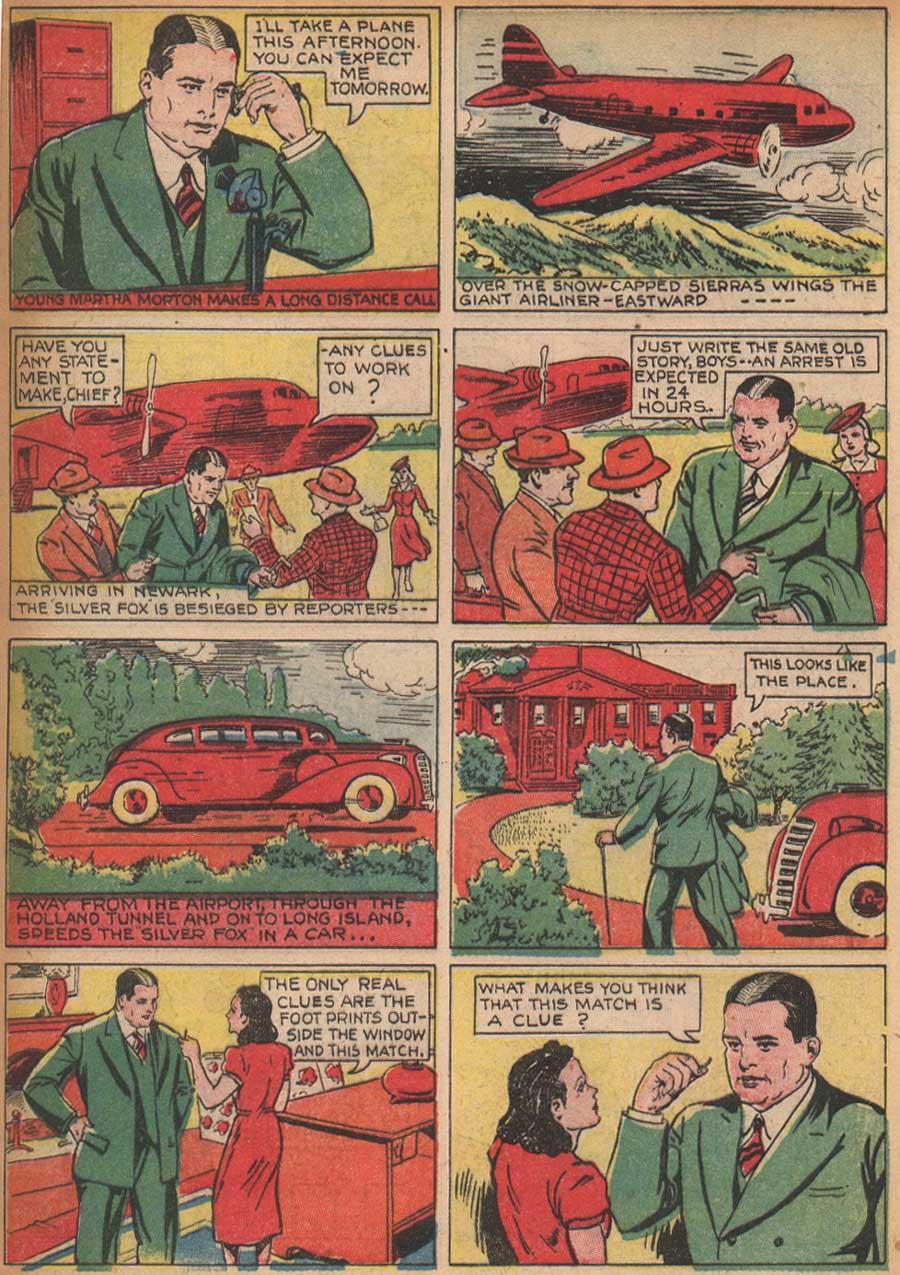 I'LL TAKE A PLANE
THIS AFTERNOON.
YOU CAN EXPECT
ME
TOMORROW.
YOUNG MARTHA MORTON MAKES A LONG DISTANCE CALL
OVER THE SNOW-CAPPED SIERRAS WINGS THE
GIANT AIRLINER-EASTWARD ----
HAVE YOU
ANY STATE-
MENT TO
MAKE, CHIEF?
-ANY CLUES
TO WORK
ON ?
ARRIVING IN NEWARK,
THE "SILVER FOX" IS BESIEGED BY REPORTERS---
JUST WRITE THE SAME OLD
STORY, BOYS--AN ARREST IS
EXPECTED
IN 24
HOURS..
AWAY FROM THE AIRPORT, THROUGH THE
HOLLAND TUNNEL AND ON TO LONG ISLAND,
SPEEDS THE "SILVER FOX" IN A CAR...
THIS LOOKS LIKE
THE PLACE.
THE ONLY REAL
CLUES ARE THE
FOOT PRINTS OUT-
SIDE THE WINDOW
AND THIS MATCH.
WHAT MAKES YOU THINK
THAT THIS MATCH IS
A CLUE ?